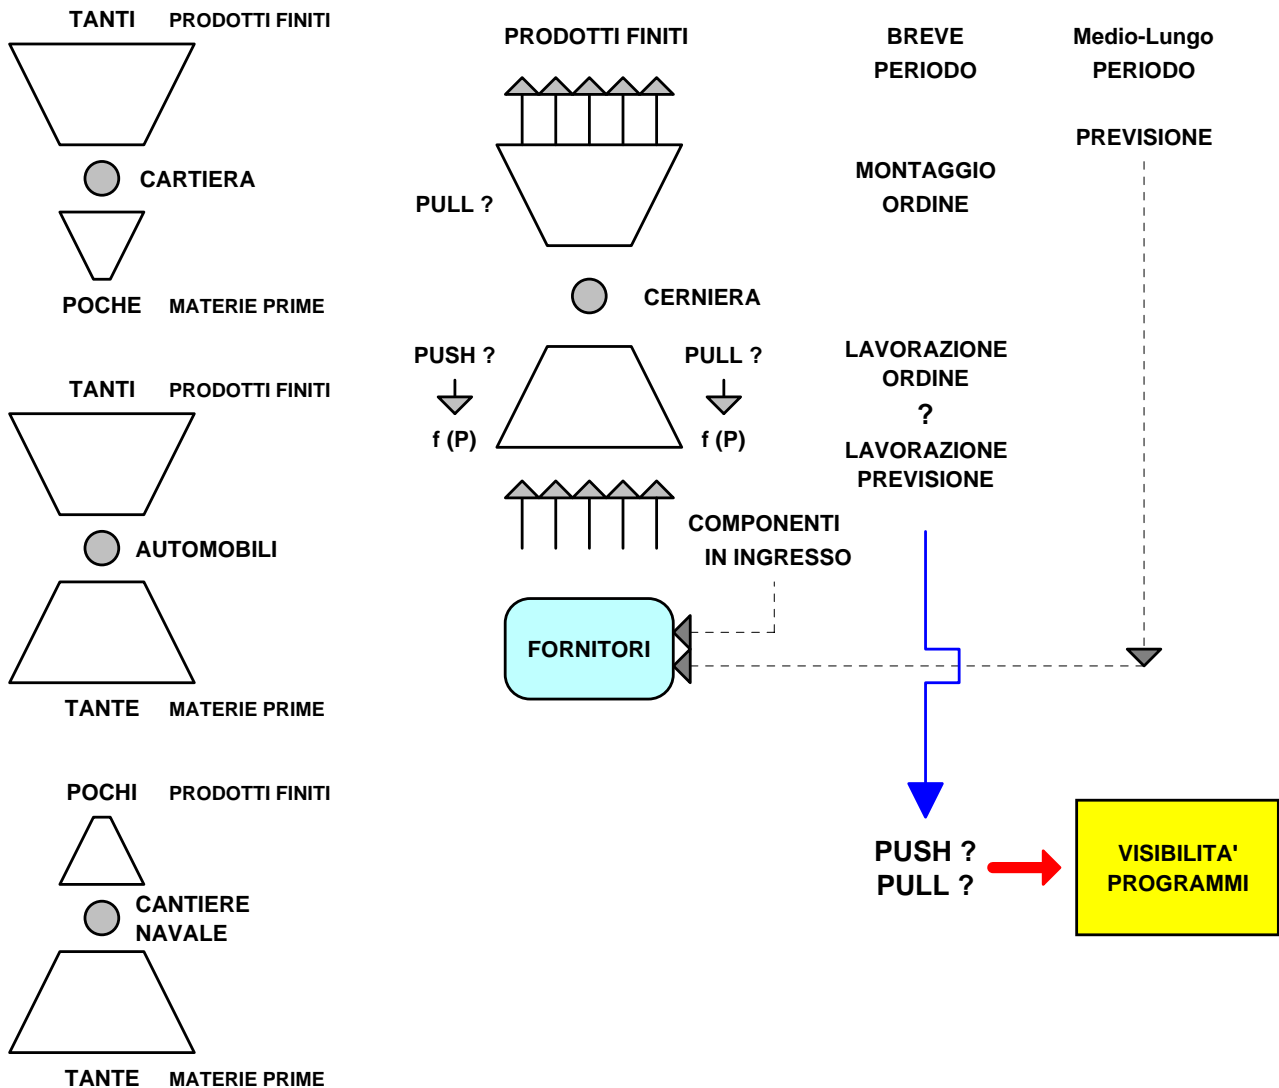 TANTI PRODOTTI FINITI
CARTIERA
POCHE MATERIE PRIME
TANTI PRODOTTI FINITI
AUTOMOBILI
TANTE MATERIE PRIME
POCHI PRODOTTI FINITI
CANTIERE
NAVALE
TANTE MATERIE PRIME
PRODOTTI FINITI
PULL ?
CERNIERA
PUSH ?
PULL ?
f (P)
f (P)
COMPONENTI
IN INGRESSO
FORNITORI
BREVE
PERIODO
MONTAGGIO
ORDINE
LAVORAZIONE
ORDINE
?
LAVORAZIONE
PREVISIONE
PUSH ?
PULL ?
Medio-Lungo
PERIODO
PREVISIONE
VISIBILITA'
PROGRAMMI